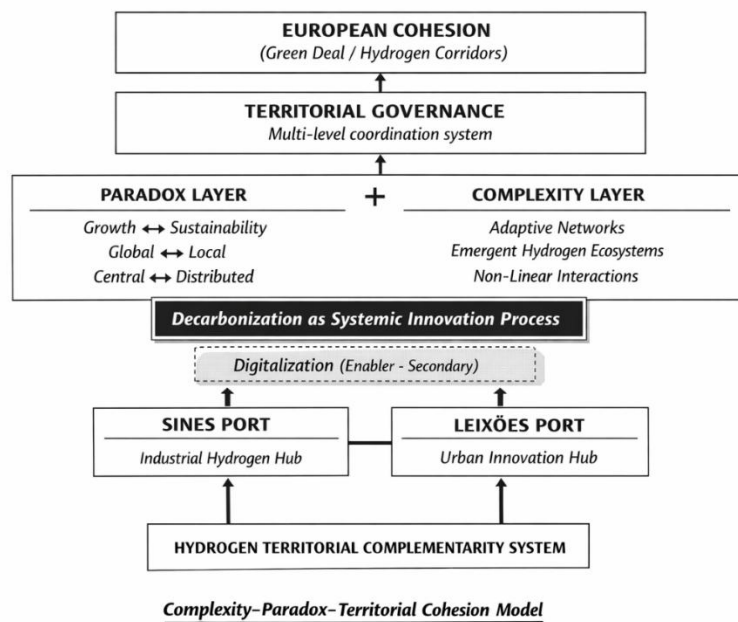 EUROPEAN COHESION
(Green Deal / Hydrogen Corridors)
TERRITORIAL GOVERNANCE
Multi-level coordination system
PARADOX LAYER
Growth ↔ Sustainability
Global ↔ Local
Central ↔ Distributed
+
COMPLEXITY LAYER
Adaptive Networks
Emergent Hydrogen Ecosystems
Non-Linear Interactions
Decarbonization as Systemic Innovation Process
Digitalization (Enabler - Secondary)
SINES PORT
Industrial Hydrogen Hub
LEIXÖES PORT
Urban Innovation Hub
HYDROGEN TERRITORIAL COMPLEMENTARITY SYSTEM
Complexity–Paradox–Territorial Cohesion Model